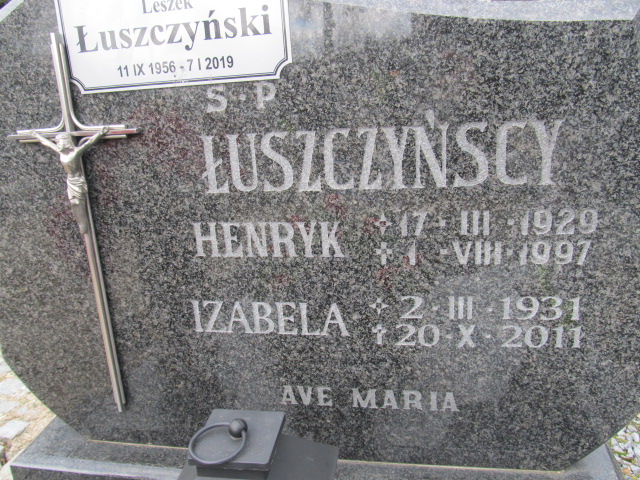 Leszek
Łuszczyński
11 IX 1956 - 7 I 2019
S · P
ŁUSZCZYŃSCY
HENRYK + 17 · III · 1929
+ 1 · VIII · 1997
IZABELA + 2 · III · 1931
+ 20 · X · 2011
AVE MARIA